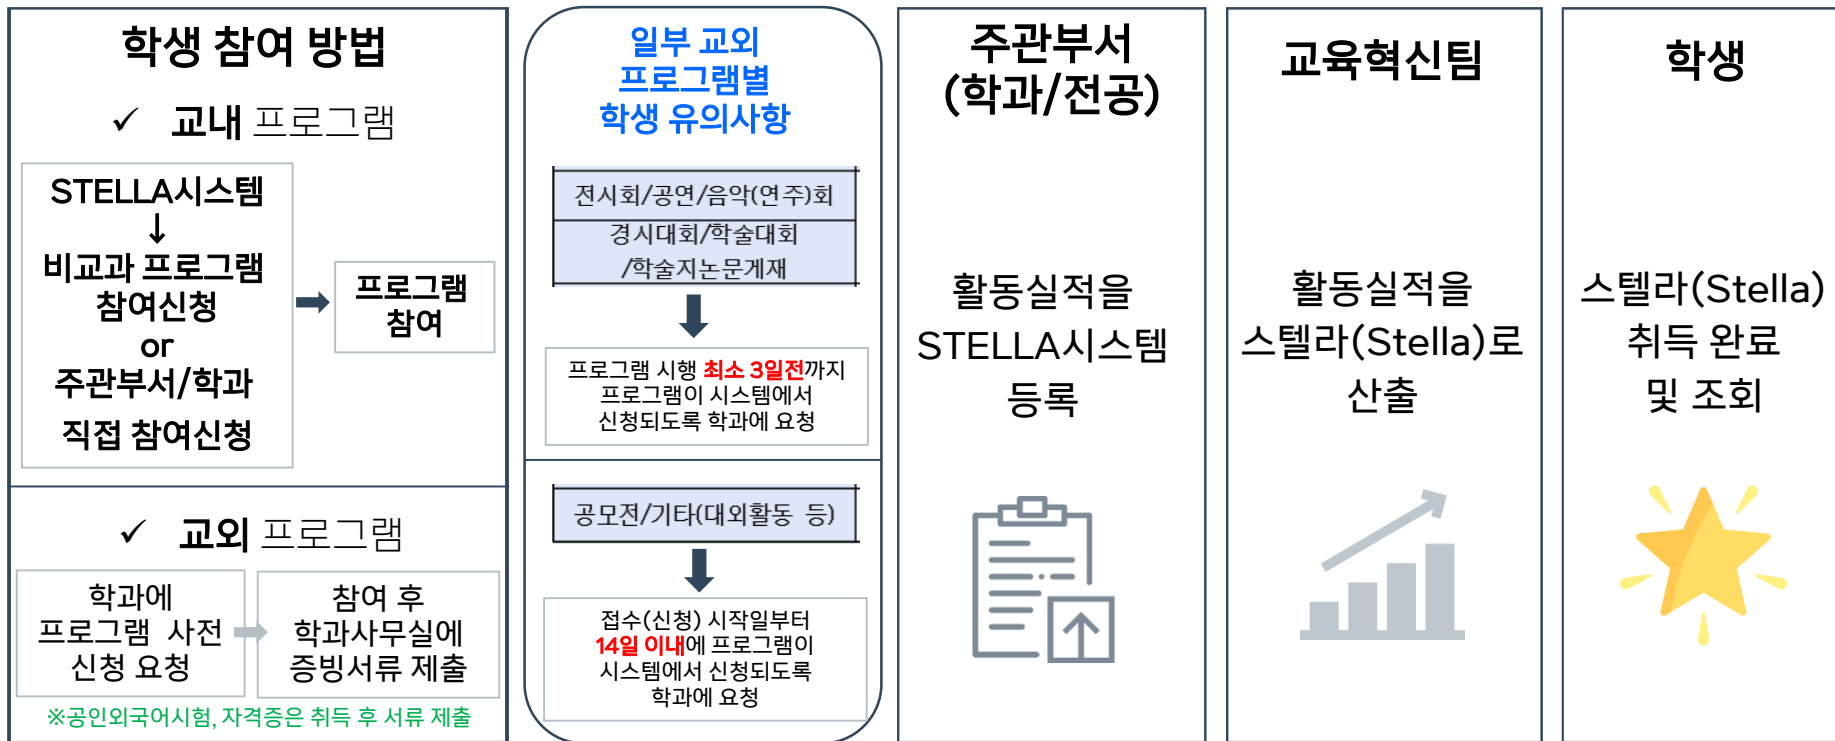 학생 참여 방법
✓ 교내 프로그램
STELLA시스템
↓
비교과 프로그램
참여신청
or
주관부서/학과
직접 참여신청
프로그램
참여
✓ 교외 프로그램
학과에
프로그램 사전
신청 요청
참여 후
학과사무실에
증빙서류 제출
※공인외국어시험, 자격증은 취득 후 서류 제출
일부 교외
프로그램별
학생 유의사항
전시회/공연/음악(연주)회
경시대회/학술대회
/학술지논문게재
프로그램 시행 최소 3일전까지
프로그램이 시스템에서
신청되도록 학과에 요청
공모전/기타(대외활동 등)
접수(신청) 시작일부터
14일 이내에 프로그램이
시스템에서 신청되도록
학과에 요청
주관부서
(학과/전공)
활동실적을
STELLA시스템
등록
교육혁신팀
활동실적을
스텔라(Stella)로
산출
학생
스텔라(Stella)
취득 완료
및 조회